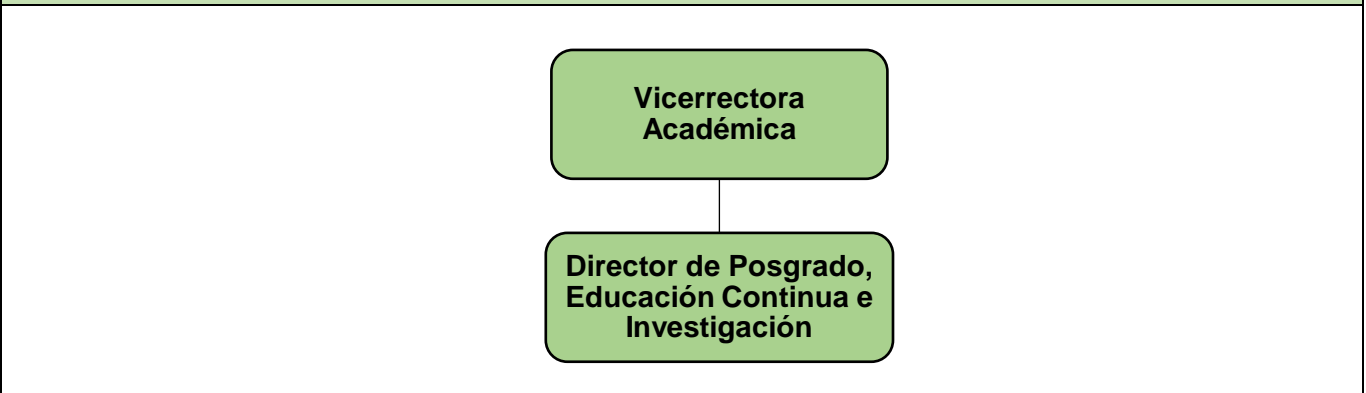 Vicerrectora
Académica
Director de Posgrado,
Educación Continua e
Investigación